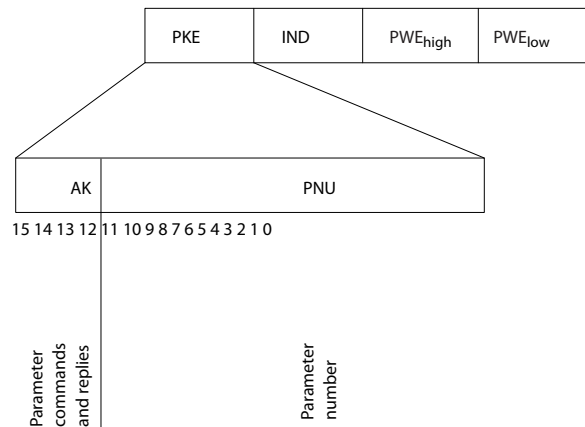 PKE IND PWEhigh PWElow
AK PNU
15 14 13 12 11 10 9 8 7 6 5 4 3 2 1 0
Parameter
commands
and replies
Parameter
number